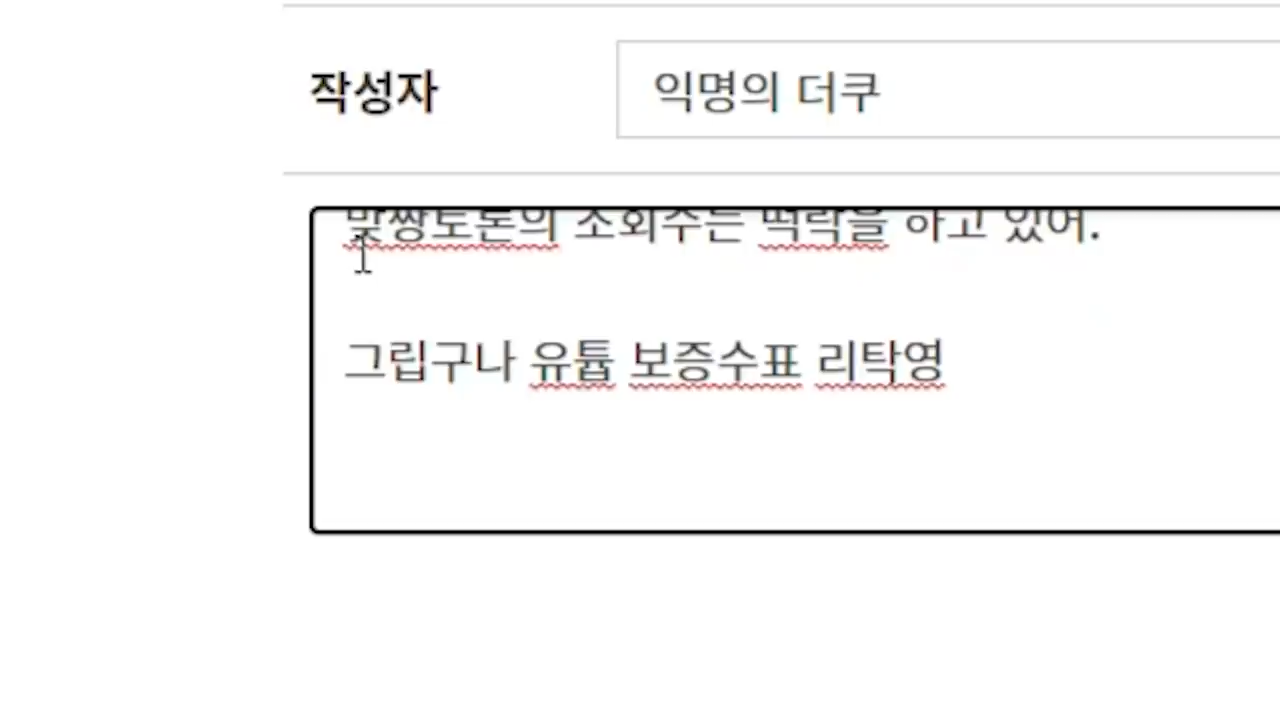 작성자
익명의 더쿠
맞짱토론의 조회수는 떡락을 하고 있어.
그립구나 유튭 보증수표 리탁영